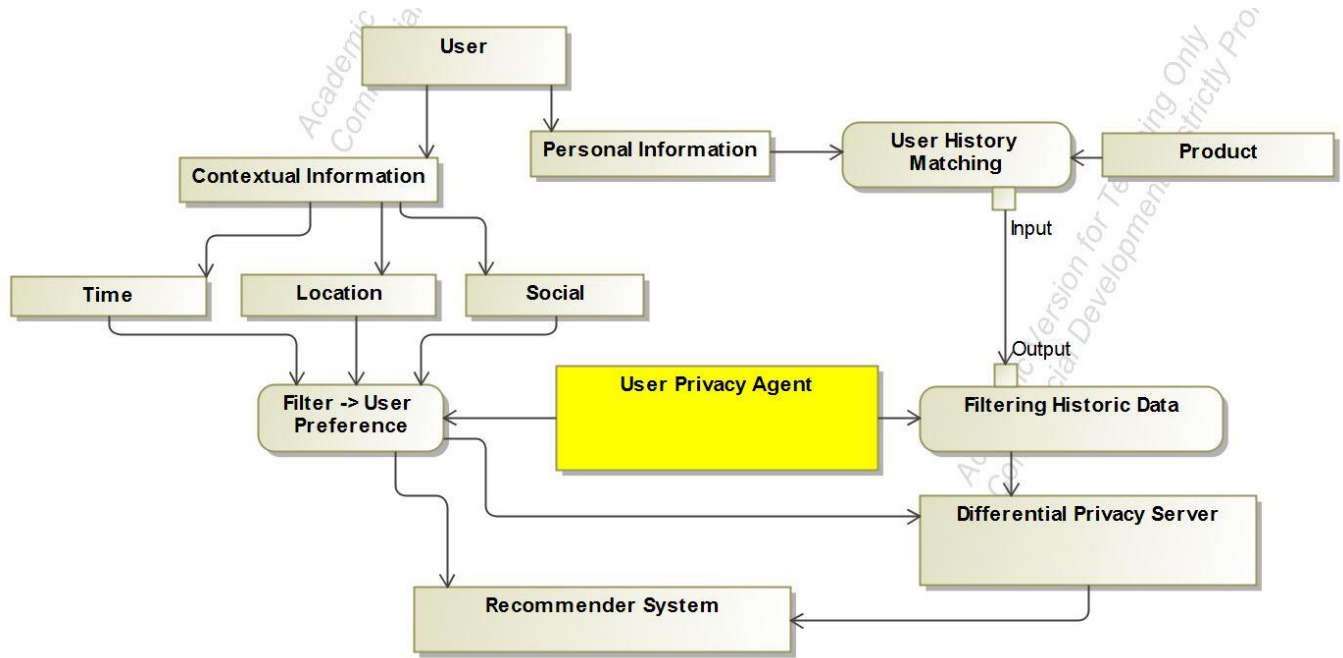 User
Personal Information
User History
Matching
Product
Contextual Information
Input
Time
Location
Social
Output
User Privacy Agent
Filter -> User
Preference
Filtering Historic Data
Differential Privacy Server
Recommender System
Academic